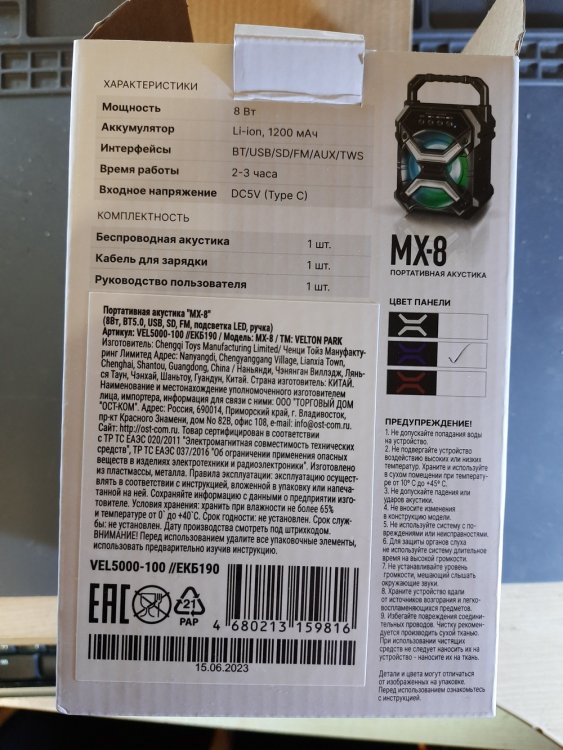 ХАРАКТЕРИСТИКИ
Мощность 8 Вт
Аккумулятор Li-ion, 1200 мАч
Интерфейсы BT/USB/SD/FM/AUX/TWS
Время работы 2-3 часа
Входное напряжение DC5V (Type C)
КОМПЛЕКТНОСТЬ
Беспроводная акустика 1 шт.
Кабель для зарядки 1 шт.
Руководство пользователя 1 шт.
Портативная акустика "MX-8"
(8Вт, BT5.0, USB, SD, FM, подсветка LED, ручка)
Артикул: VEL5000-100 //ЕКБ190 / Модель: MX-8 / ТМ: VELTON PARK
Изготовитель: Chengqi Toys Manufacturing Limited/ Ченци Тойз Мануфакту-
ринг Лимитед Адрес: Nanyangdi, Chengyanggang Village, Lianxia Town,
Chenghai, Shantou, Guangdong, China / Наньянди, Чэнянган Виллэдж, Лянь-
ся Таун, Чэнхай, Шаньтоу, Гуандун, Китай. Страна изготовитель: КИТАЙ.
Наименование и местонахождение уполномоченного изготовителем
лица, импортера, информация для связи с ними: ООО "ТОРГОВЫЙ ДОМ
"ОСТ-КОМ". Адрес: Россия, 690014, Приморский край, г. Владивосток,
пр-кт Красного Знамени, дом No 82В, офис 108, e-mail: info@ost-com.ru.
Сайт: http://ost-com.ru. Товар сертифицирован в соответствии
с ТР ТС ЕАЭС 020/2011 "Электромагнитная совместимость технических
средств", ТР ТС ЕАЭС 037/2016 "Об ограничении применения опасных
веществ в изделиях электротехники и радиоэлектроники". Изготовлено
из пластмассы, металла. Правила эксплуатации: эксплуатацию осущест-
влять в соответствии с инструкцией, вложенной в упаковку или напеча-
танной на ней. Сохраняйте информацию с данными о предприятии изго-
товителе. Условия хранения: хранить при влажности не более 65%
и температуре от 0˚ до +40˚С. Срок годности: не установлен. Срок служ-
бы: не установлен. Дату производства смотреть под штрихкодом.
ВНИМАНИЕ! Перед использованием удалите все упаковочные элементы,
использовать предварительно изучив инструкцию.
VEL5000-100 //ЕКБ190
EAC
21
PAP
4 680213 159816
15.06.2023
MX-8
ПОРТАТИВНАЯ АКУСТИКА
ЦВЕТ ПАНЕЛИ
ПРЕДУПРЕЖДЕНИЕ!
1. Не допускайте попадания воды
на устройство.
2. Не подвергайте устройство
воздействию высоких или низких
температур. Храните и используйте
в сухом помещении при температу-
ре от 10° С до +45° С.
3. Не допускайте падения или
ударов акустики.
4. Не вносите изменения
в конструкцию модели.
5. Не используйте систему с по-
вреждениями или неисправностями.
6. Для защиты органов слуха
не используйте систему длительное
время на высокой громкости.
7. Не устанавливайте уровень
громкости, мешающий слышать
окружающие звуки.
8. Храните устройство вдали
от источников возгорания и легко-
воспламеняющихся предметов.
9. Избегайте повреждения соедини-
тельных проводов. Чистку рекомен-
дуется производить сухой тканью.
При использовании чистящих
средств не следует наносить их на
устройство - наносите их на ткань.
Детали и цвета могут отличаться
от изображенных на упаковке.
Перед использованием ознакомьтесь
с инструкцией.